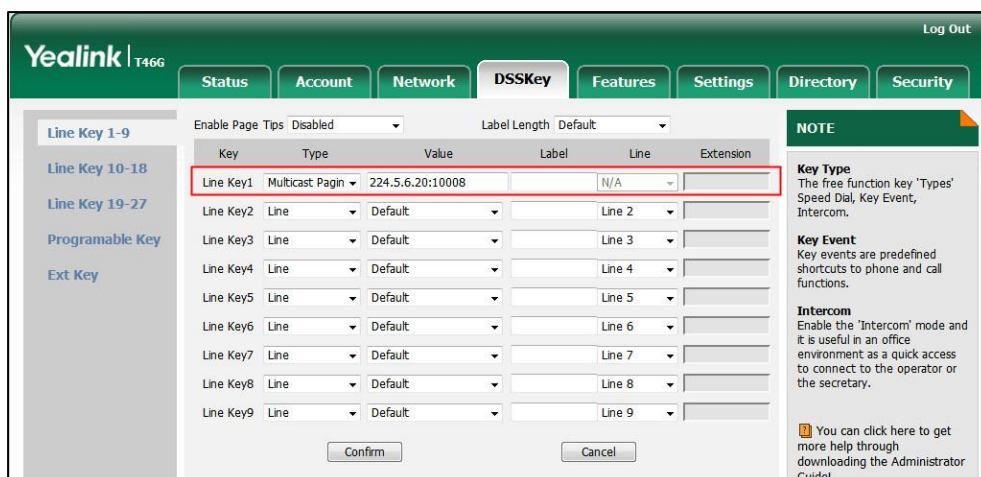 Log Out
Yealink T46G
Status Account Network DSSKey Features Settings Directory Security
Line Key 1-9
Line Key 10-18
Line Key 19-27
Programable Key
Ext Key
Enable Page Tips Disabled Label Length Default
Key Type Value Label Line Extension
Line Key1 Multicast Pagin 224.5.6.20:10008 N/A
Line Key2 Line Default Line 2
Line Key3 Line Default Line 3
Line Key4 Line Default Line 4
Line Key5 Line Default Line 5
Line Key6 Line Default Line 6
Line Key7 Line Default Line 7
Line Key8 Line Default Line 8
Line Key9 Line Default Line 9
Confirm Cancel
NOTE
Key Type
The free function key 'Types'
Speed Dial, Key Event,
Intercom.
Key Event
Key events are predefined
shortcuts to phone and call
functions.
Intercom
Enable the 'Intercom' mode and
it is useful in an office
environment as a quick access
to connect to the operator or
the secretary.
You can click here to get
more help through
downloading the Administrator
Guide!